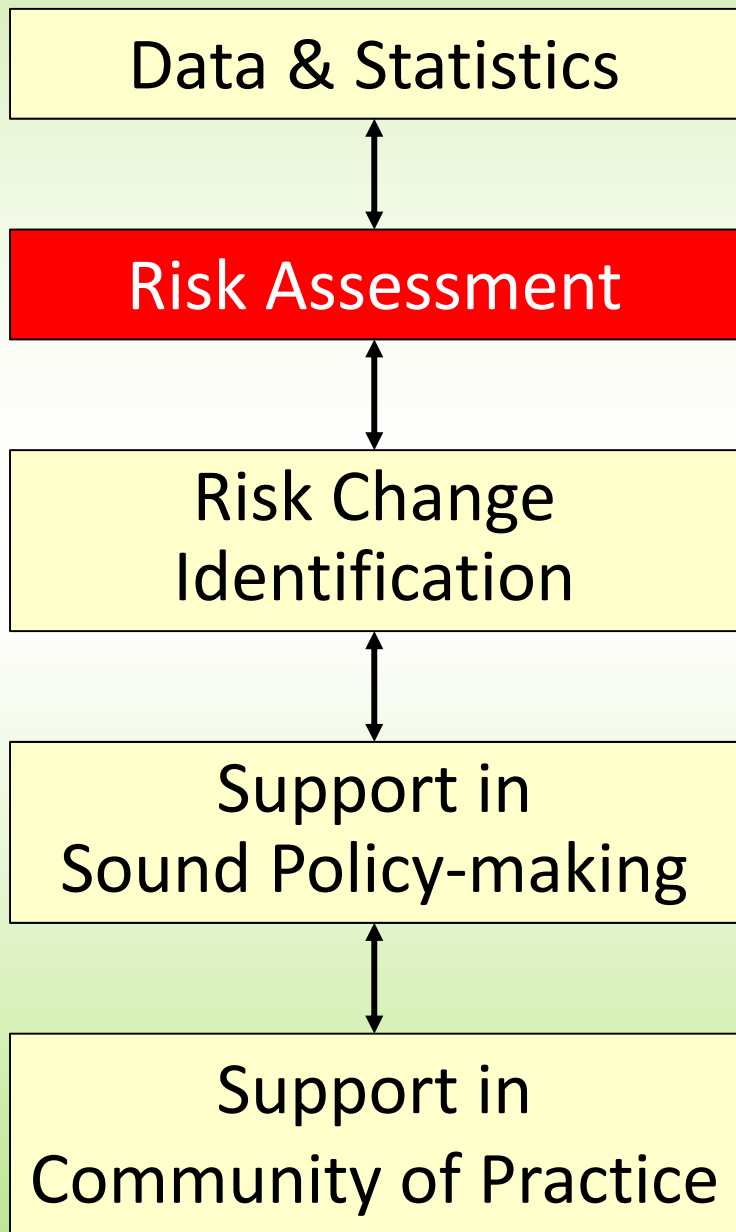 Data & Statistics
Risk Assessment
Risk Change
Identification
Support in
Sound Policy-making
Support in
Community of Practice